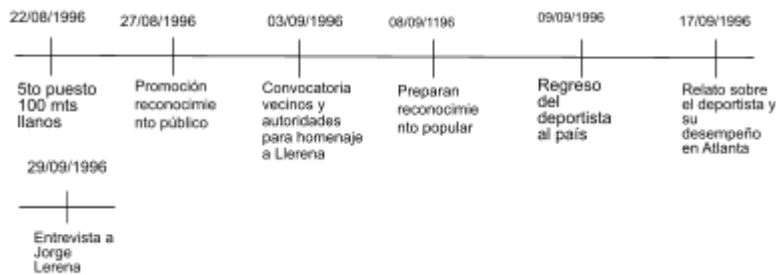 22/08/1996
27/08/1996
03/09/1996
08/09/1196
09/09/1996
17/09/1996
5to puesto
100 mts
llanos
Promoción
reconocimie
nto público
Convocatoria
vecinos y
autoridades
para homenaje
a Llerena
Preparan
reconocimie
nto popular
Regreso
del
deportista
al país
Relato sobre
el deportista y
su
desempeño
en Atlanta
29/09/1996
Entrevista a
Jorge
Lerena